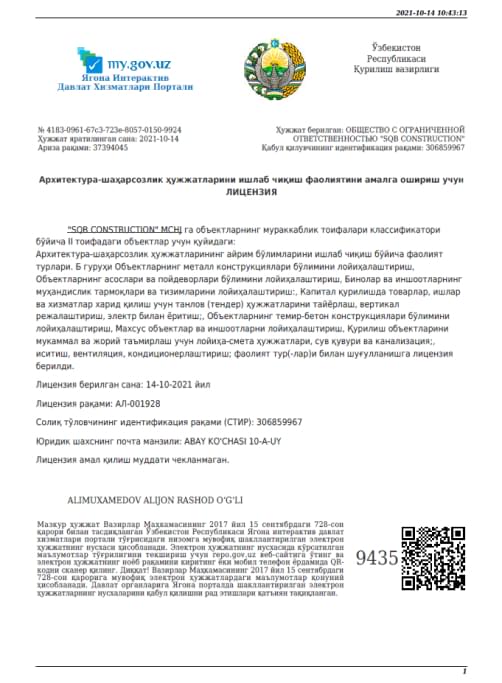 2021-10-14 10:43:13
my.gov.uz
Ягона Интерактив
Давлат Хизматлари Портали
Ўзбекистон
Республикаси
Қурилиш вазирлиги
№ 4183-0961-67c3-723e-8057-0150-9924
Ҳужжат яратилинган сана: 2021-10-14
Ариза рақами: 37394045
Ҳужжат берилган: ОБЩЕСТВО С ОГРАНИЧЕННОЙ
ОТВЕТСТВЕННОСТЬЮ "SQB CONSTRUCTION"
Қабул қилувчининг идентификация рақами: 306859967
Архитектура-шаҳарсозлик ҳужжатларини ишлаб чиқиш фаолиятини амалга ошириш учун
ЛИЦЕНЗИЯ
"SQB CONSTRUCTION" MCHJ га объектларнинг мураккаблик тоифалари классификатори
бўйича II тоифадаги объектлар учун қуйидаги:
Архитектура-шаҳарсозлик ҳужжатларининг айрим бўлимларини ишлаб чиқиш бўйича фаолият
турлари. Б гуруҳи Объектларнинг металл конструкциялари бўлимини лойиҳалаштириш,
Объектларнинг асослари ва пойдеворлари бўлимини лойиҳалаштириш, Бинолар ва иншоотларнинг
муҳандислик тармоқлари ва тизимларини лойиҳалаштириш:, Капитал қурилишда товарлар, ишлар
ва хизматлар харид қилиш учун танлов (тендер) ҳужжатларини тайёрлаш, вертикал
режалаштириш, электр билан ёритиш;, Объектларнинг темир-бетон конструкциялари бўлимини
лойиҳалаштириш, Махсус объектлар ва иншоотларни лойиҳалаштириш, Қурилиш объектларини
мукаммал ва жорий таъмирлаш учун лойиҳа-смета ҳужжатлари, сув қувури ва канализация;,
иситиш, вентиляция, кондиционерлаштириш; фаолият тур(-лар)и билан шуғулланишга лицензия
берилди.
Лицензия берилган сана: 14-10-2021 йил
Лицензия рақами: АЛ-001928
Солиқ тўловчининг идентификация рақами (СТИР): 306859967
Юридик шахснинг почта манзили: ABAY KO'CHASI 10-A-UY
Лицензия амал қилиш муддати чекланмаган.
ALIMUXAMEDOV ALIJON RASHOD O'G'LI
Мазкур ҳужжат Вазирлар Маҳкамасининг 2017 йил 15 сентябрдаги 728-сон
қарори билан тасдиқланган Ўзбекистон Республикаси Ягона интерактив давлат
хизматлари портали тўғрисидаги низомга мувофиқ шакллантирилган электрон
ҳужжатнинг нусхаси ҳисобланади. Электрон ҳужжатнинг нусхасида кўрсатилган
маълумотлар тўғрилигини текшириш учун repo.gov.uz веб-сайтига ўтинг ва
электрон ҳужжатнинг ноёб рақамини киритинг ёки мобил телефон ёрдамида QR-
кодни сканер қилинг. Диққат! Вазирлар Маҳкамасининг 2017 йил 15 сентябрдаги
728-сон қарорига мувофиқ электрон ҳужжатлардаги маълумотлар қонуний
ҳисобланади. Давлат органларига Ягона порталда шакллантирилган электрон
ҳужжатларнинг нусхаларини қабул қилишни рад этишлари қатъиян тақиқланган.
9435
1